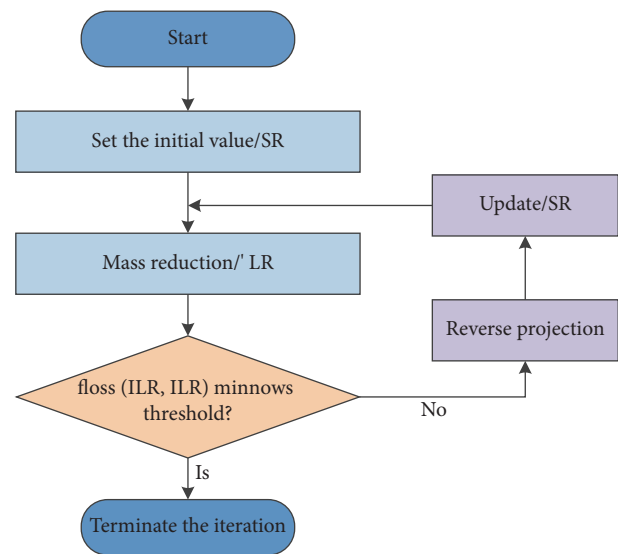 Start
Set the initial value/SR
Update/SR
Mass reduction/' LR
Reverse projection
floss (ILR, ILR) minnows
threshold?
No
Is
Terminate the iteration